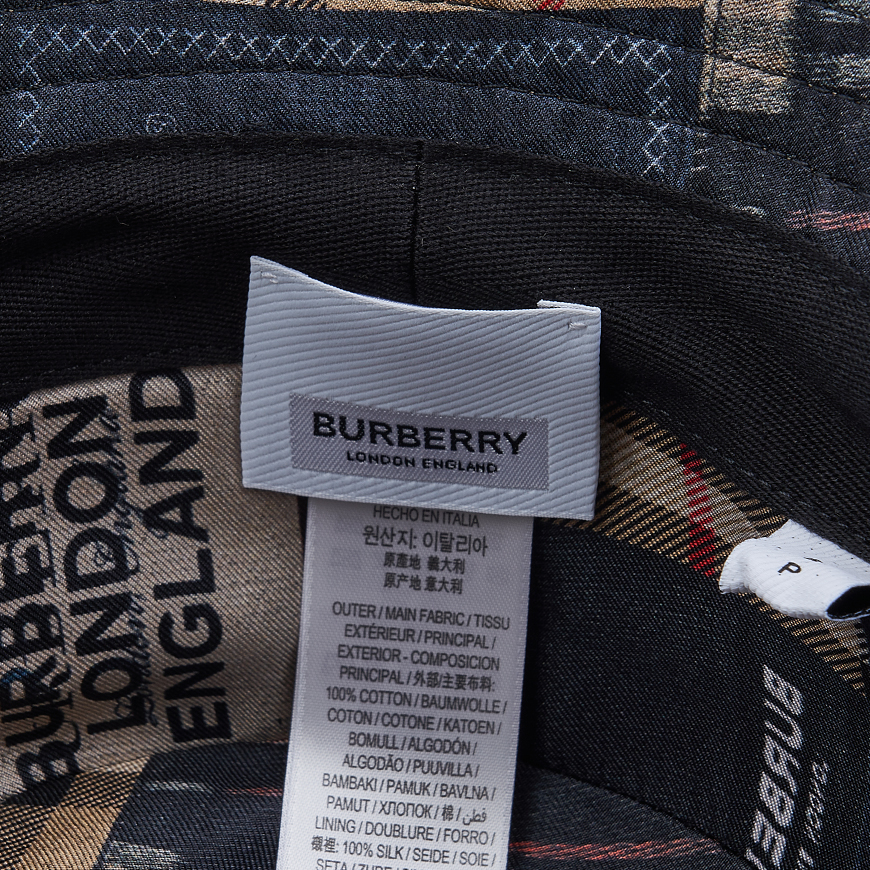 BURBERRY
LONDON ENGLAND
HECHO EN ITALIA
원산지: 이탈리아
原產地: 義大利
原产地: 意大利
OUTER / MAIN FABRIC / TISSU
EXTÉRIEUR / PRINCIPAL /
EXTERIOR - COMPOSICION
PRINCIPAL / 外部/主要布料:
100% COTTON / BAUMWOLLE /
COTON / COTONE / KATOEN /
BOMULL / ALGODÓN /
ALGODÃO / PUUVILLA /
BAMBAKI / PAMUK / BAVLNA /
PAMUT / ХЛОПОК / 棉 / قطن /
LINING / DOUBLURE / FORRO /
襯裡: 100% SILK / SEIDE / SOIE /
LONDON
ENGLAND
P